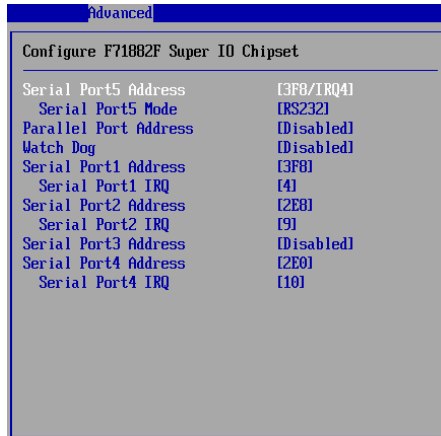 Advanced
Configure F71882F Super IO Chipset
Serial Port5 Address [3F8/IRQ4]
Serial Port5 Mode [RS232]
Parallel Port Address [Disabled]
Watch Dog [Disabled]
Serial Port1 Address [3F8]
Serial Port1 IRQ [4]
Serial Port2 Address [2E8]
Serial Port2 IRQ [9]
Serial Port3 Address [Disabled]
Serial Port4 Address [2E0]
Serial Port4 IRQ [10]